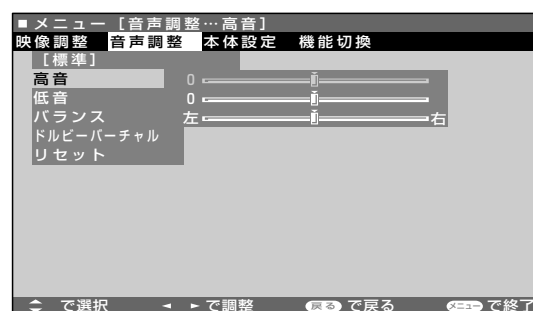 ■メニュー [音声調整…高音]
映像調整 音声調整 本体設定 機能切換
[標準]
高音 0
低音 0
バランス 左 右
ドルビーバーチャル
リセット
で選択 ◄ ► で調整 戻る で戻る メニュー で終了